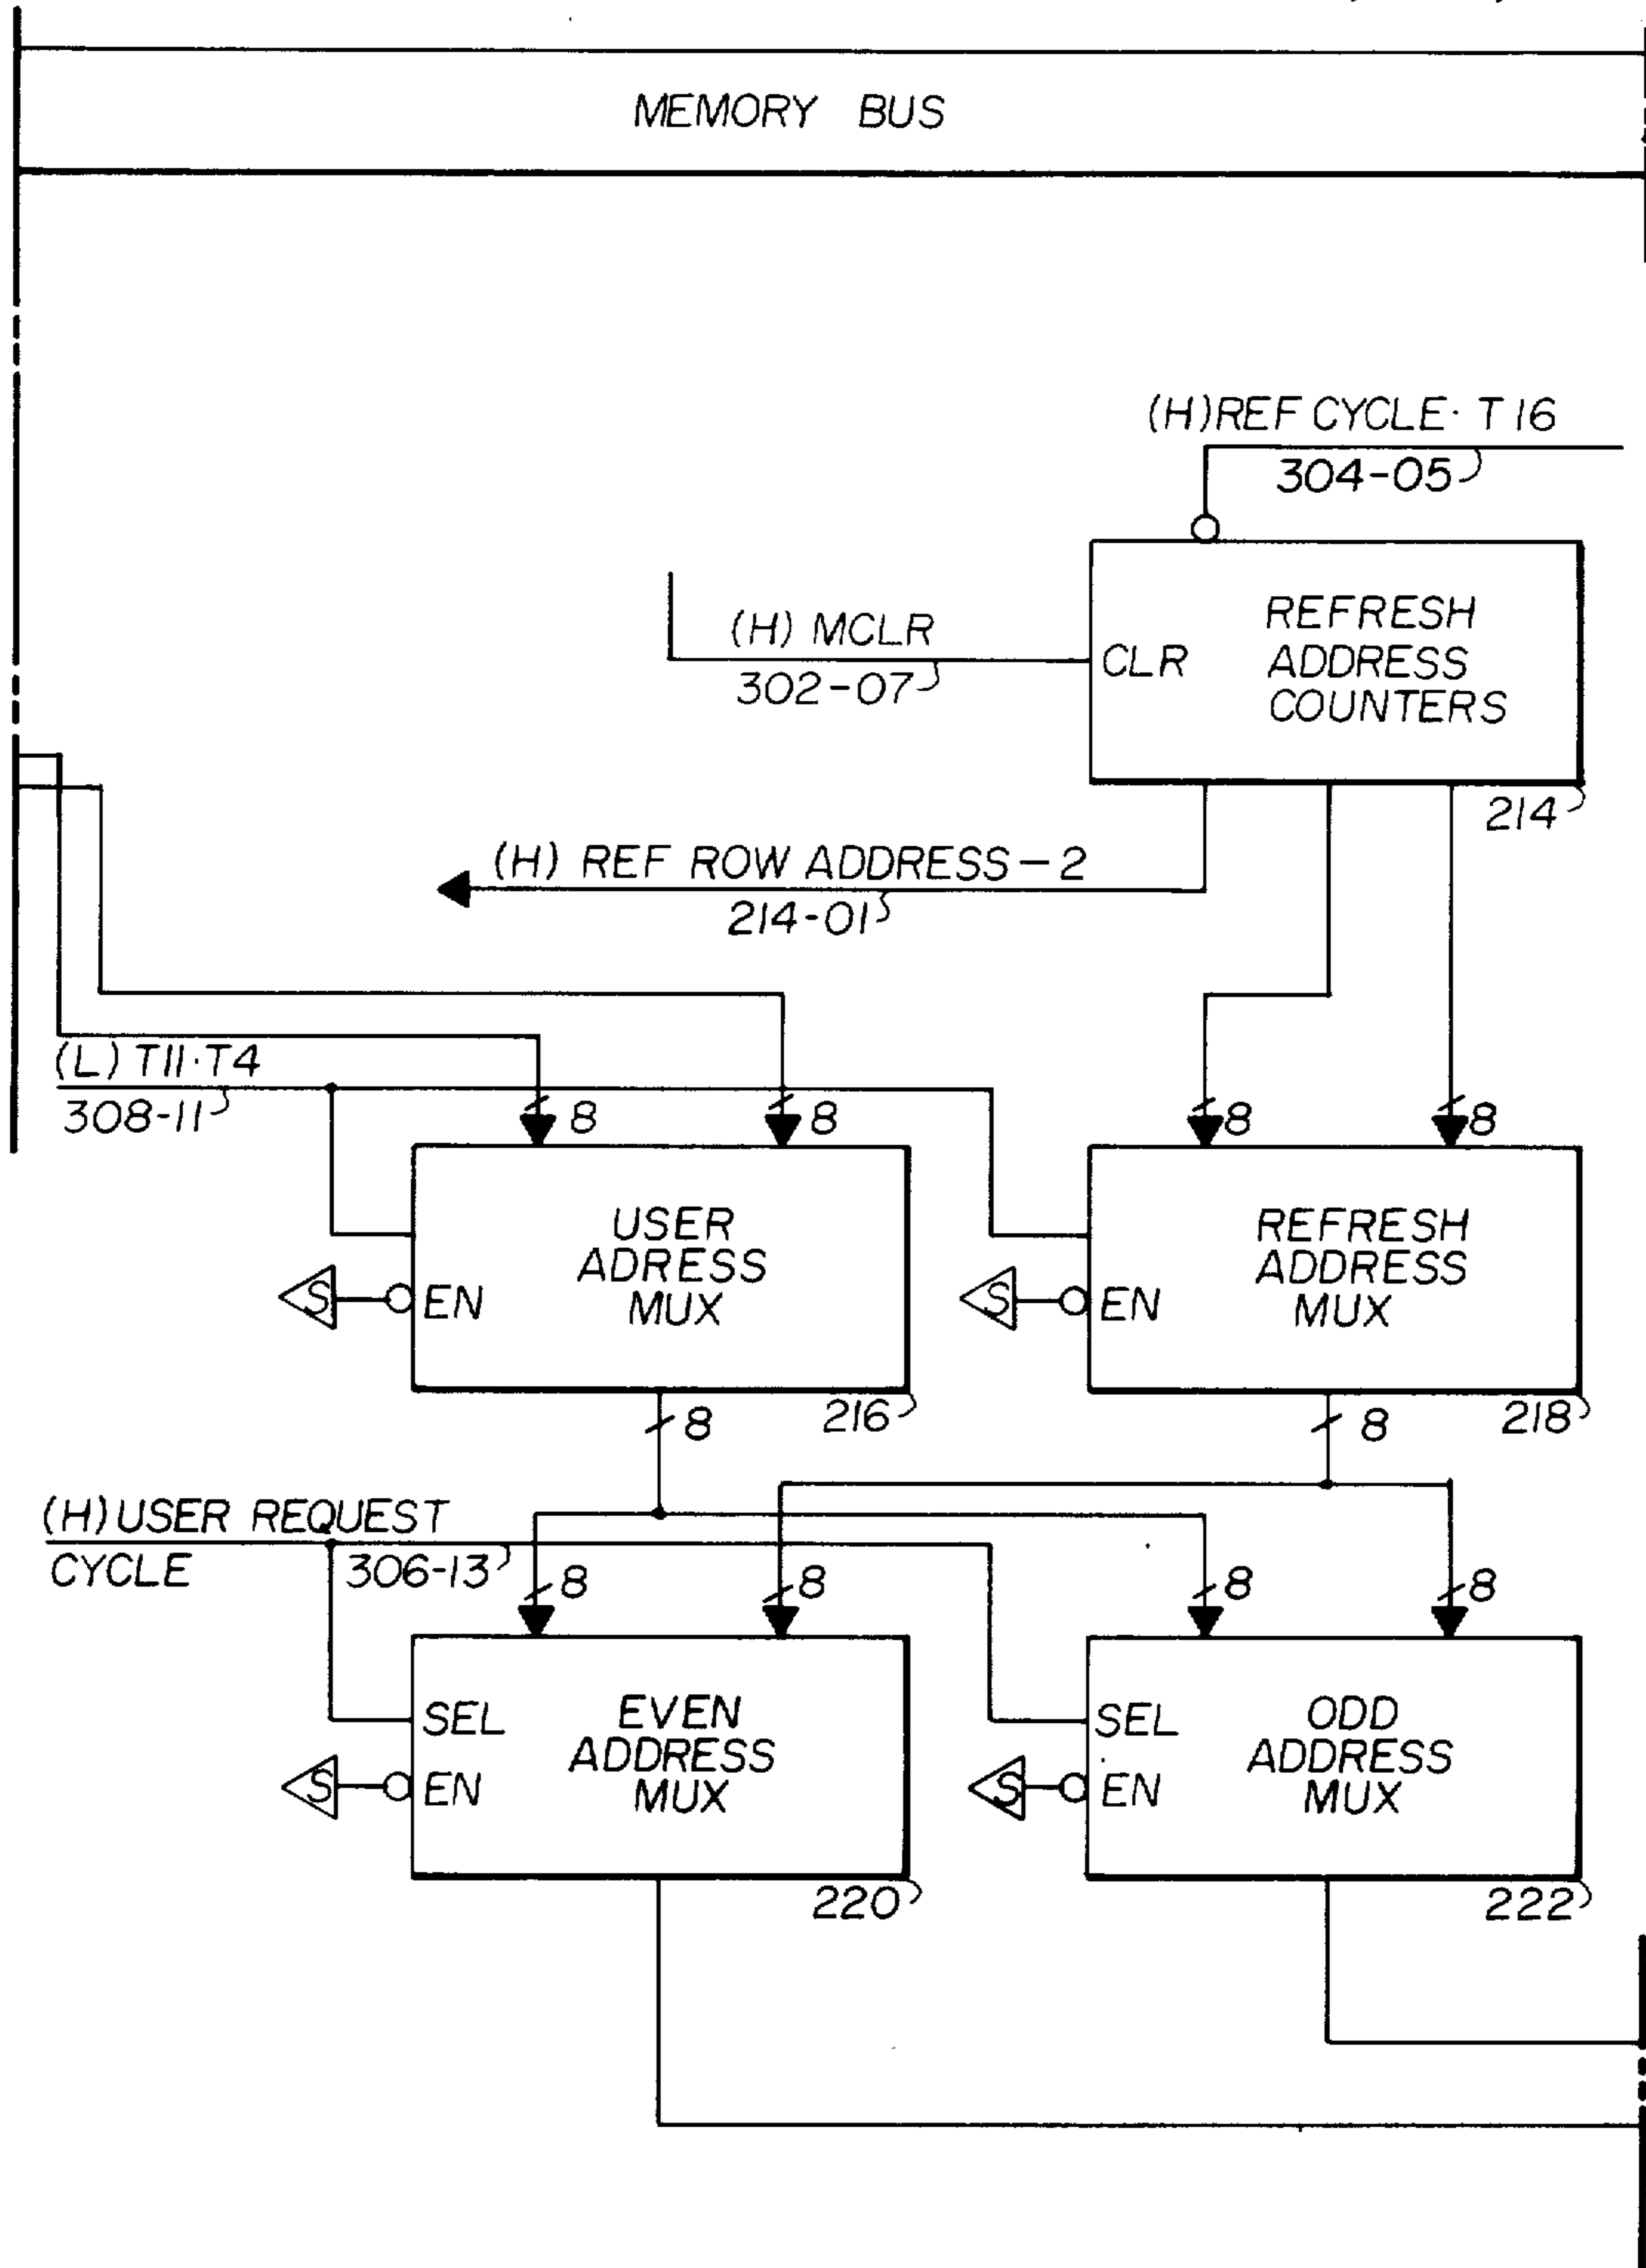 MEMORY BUS
(H)REF CYCLE· T16
304-05
(H) MCLR
302-07
CLR
REFRESH
ADDRESS
COUNTERS
214
(H) REF ROW ADDRESS-2
214-01
(L) T11·T4
308-11
8
8
8
8
USER
ADRESS
MUX
S
EN
216
REFRESH
ADDRESS
MUX
S
EN
218
8
8
(H) USER REQUEST
CYCLE
306-13
8
8
8
8
SEL
EVEN
ADDRESS
MUX
S
EN
220
SEL
ODD
ADDRESS
MUX
S
EN
222